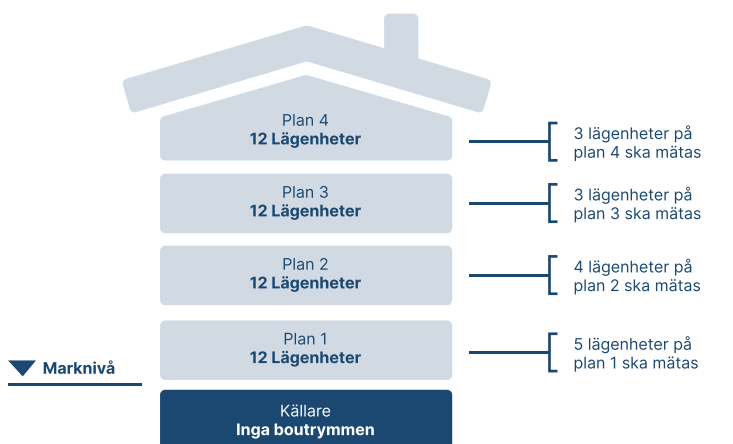 Plan 4
12 Lägenheter
3 lägenheter på
plan 4 ska mätas
Plan 3
12 Lägenheter
3 lägenheter på
plan 3 ska mätas
Plan 2
12 Lägenheter
4 lägenheter på
plan 2 ska mätas
Plan 1
12 Lägenheter
5 lägenheter på
plan 1 ska mätas
Marknivå
Källare
Inga boutrymmen